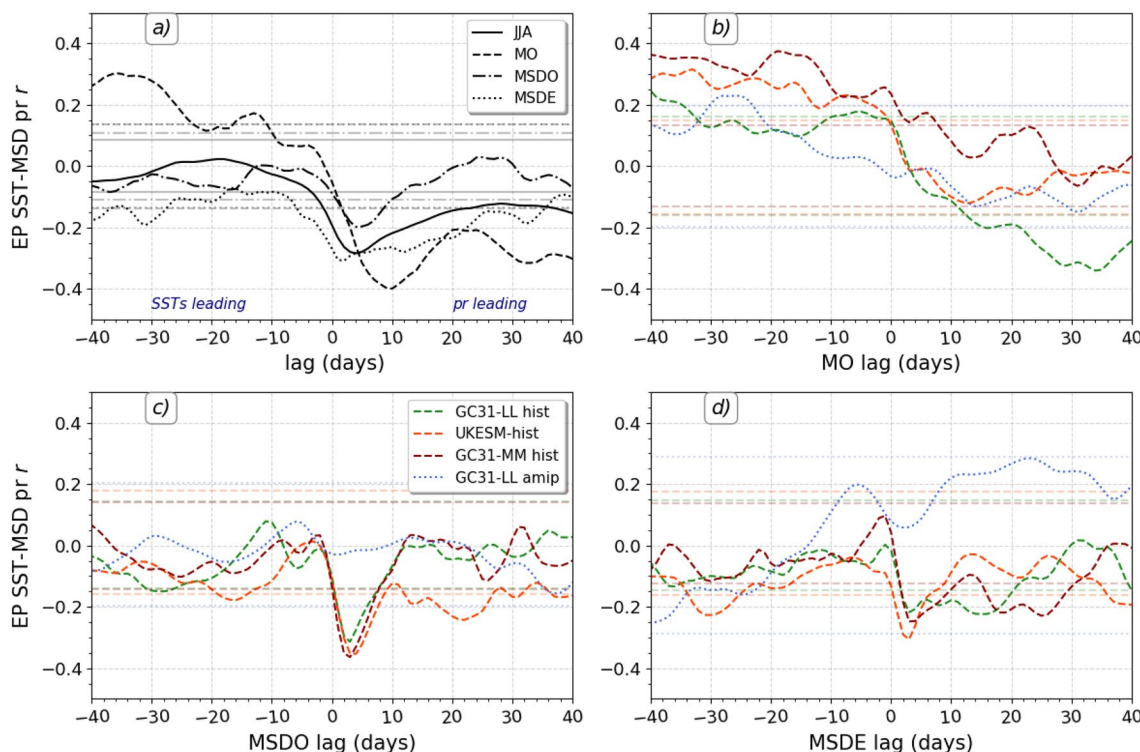 a)
JJA
MO
MSDO
MSDE
EP SST-MSD pr r
0.4
0.2
0.0
−0.2
−0.4
SSTs leading
pr leading
−40 −30 −20 −10 0 10 20 30 40
lag (days)
b)
0.4
0.2
0.0
−0.2
−0.4
−40 −30 −20 −10 0 10 20 30 40
MO lag (days)
c)
GC31-LL hist
UKESM-hist
GC31-MM hist
GC31-LL amip
EP SST-MSD pr r
0.4
0.2
0.0
−0.2
−0.4
−40 −30 −20 −10 0 10 20 30 40
MSDO lag (days)
d)
0.4
0.2
0.0
−0.2
−0.4
−40 −30 −20 −10 0 10 20 30 40
MSDE lag (days)